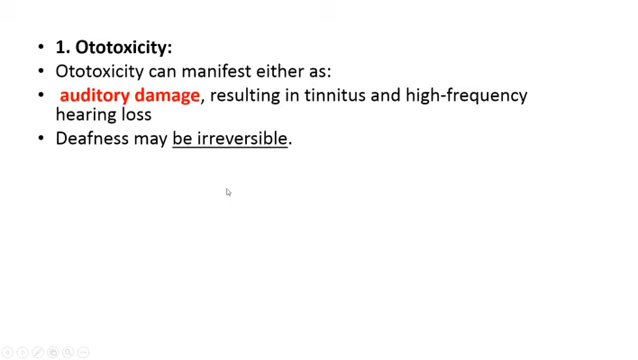 • 1. Ototoxicity:
• Ototoxicity can manifest either as:
• auditory damage, resulting in tinnitus and high-frequency
hearing loss
• Deafness may be irreversible.